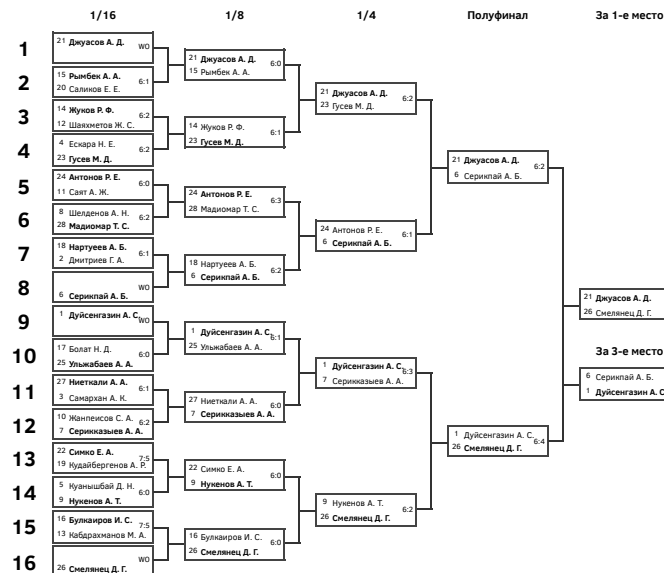 1/16 1/8 1/4 Полуфинал За 1-е место
1
21 Джуасов А. Д. WO
2
15 Рымбек А. А. 6:1
20 Саликов Е. Е.
3
14 Жуков Р. Ф. 6:2
12 Шаяхметов Ж. С.
4
4 Ескара Н. Е. 6:2
23 Гусев М. Д.
5
24 Антонов Р. Е. 6:0
11 Саят А. Ж.
6
8 Шелденов А. Н. 6:2
28 Мадиомар Т. С.
7
18 Нартуеев А. Б. 6:1
2 Дмитриев Г. А.
8
WO
6 Серикпай А. Б.
9
1 Дуйсенгазин А. С. WO
10
17 Болат Н. Д. 6:0
25 Улькабаев А. А.
11
27 Ниеткали А. А. 6:1
3 Самархан А. К.
12
10 Жанпеисов С. А. 6:2
7 Серикказыев А. А.
13
22 Симко Е. А. 7:5
19 Кудайбергенов А. Р.
14
5 Куанышбай Д. Н. 6:0
9 Нукенов А. Т.
15
16 Булкаиров И. С. 7:5
13 Кабдрахманов М. А.
16
WO
26 Смелянец Д. Г.
21 Джуасов А. Д. 6:0
15 Рымбек А. А.
14 Жуков Р. Ф. 6:1
23 Гусев М. Д.
24 Антонов Р. Е. 6:3
28 Мадиомар Т. С.
18 Нартуеев А. Б. 6:2
6 Серикпай А. Б.
1 Дуйсенгазин А. С. 6:1
25 Улькабаев А. А.
27 Ниеткали А. А. 6:0
7 Серикказыев А. А.
22 Симко Е. А. 6:0
9 Нукенов А. Т.
16 Булкаиров И. С. 6:0
26 Смелянец Д. Г.
21 Джуасов А. Д. 6:2
23 Гусев М. Д.
24 Антонов Р. Е. 6:1
6 Серикпай А. Б.
1 Дуйсенгазин А. С. 6:3
7 Серикказыев А. А.
9 Нукенов А. Т. 6:2
26 Смелянец Д. Г.
21 Джуасов А. Д. 6:2
6 Серикпай А. Б.
1 Дуйсенгазин А. С. 6:4
26 Смелянец Д. Г.
21 Джуасов А. Д.
26 Смелянец Д. Г.
За 3-е место
6 Серикпай А. Б.
1 Дуйсенгазин А. С